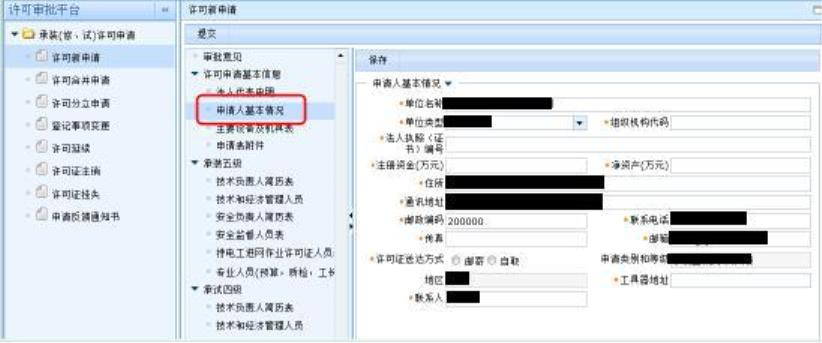 许可审批平台
承装(修、试)许可申请
许可新申请
许可合并申请
许可分立申请
登记事项变更
许可延续
许可证注销
许可证挂失
申请反馈通知书
许可新申请
提交
审批意见
许可申请基本信息
法人代表申明
申请人基本情况
主要设备及机具表
申请表附件
承装五级
技术负责人简历表
技术和经济管理人员
安全负责人简历表
安全监督人员表
持电工进网作业许可证人员
专业人员(预算、质检、工长
承试四级
技术负责人简历表
技术和经济管理人员
保存
申请人基本情况
*单位名称
*单位类型
*组织机构代码
*法人执照（证书）编号
*注册资金(万元)
*净资产(万元)
*住所
*通讯地址
*邮政编码 200000
*联系电话
*传真
*邮箱
*许可证送达方式 邮寄 自取
申请类别和等级
地区
*工具器地址
*联系人